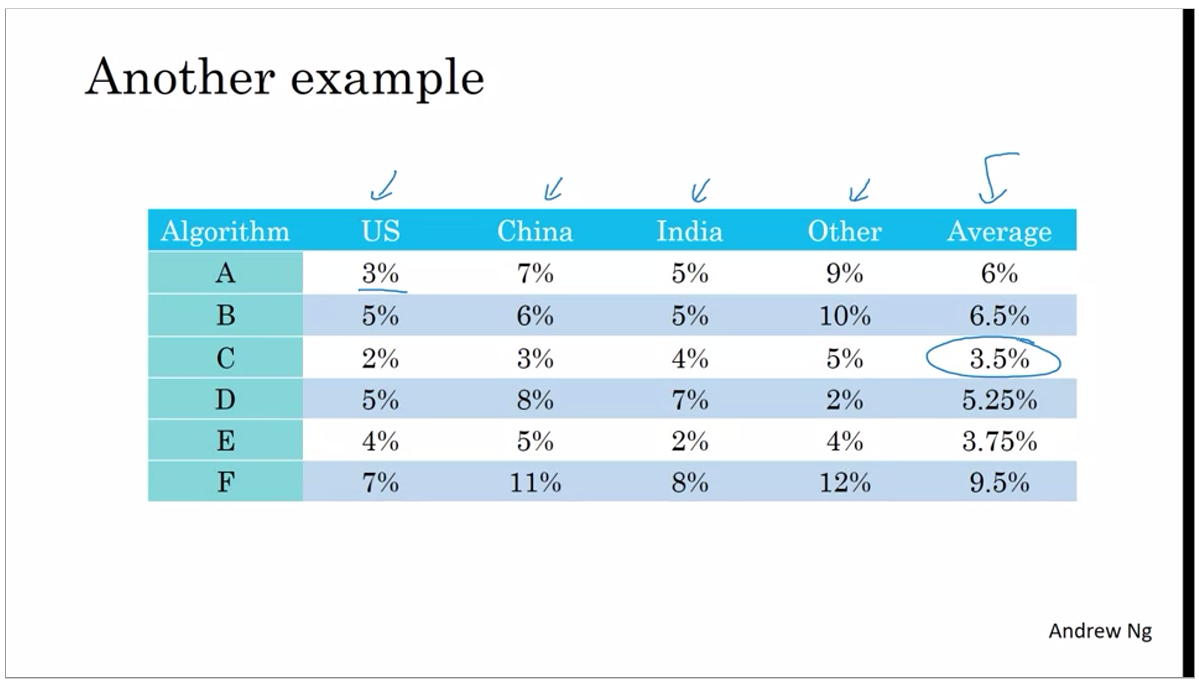 Another example
Algorithm US China India Other Average
A 3% 7% 5% 9% 6%
B 5% 6% 5% 10% 6.5%
C 2% 3% 4% 5% 3.5%
D 5% 8% 7% 2% 5.25%
E 4% 5% 2% 4% 3.75%
F 7% 11% 8% 12% 9.5%
Andrew Ng